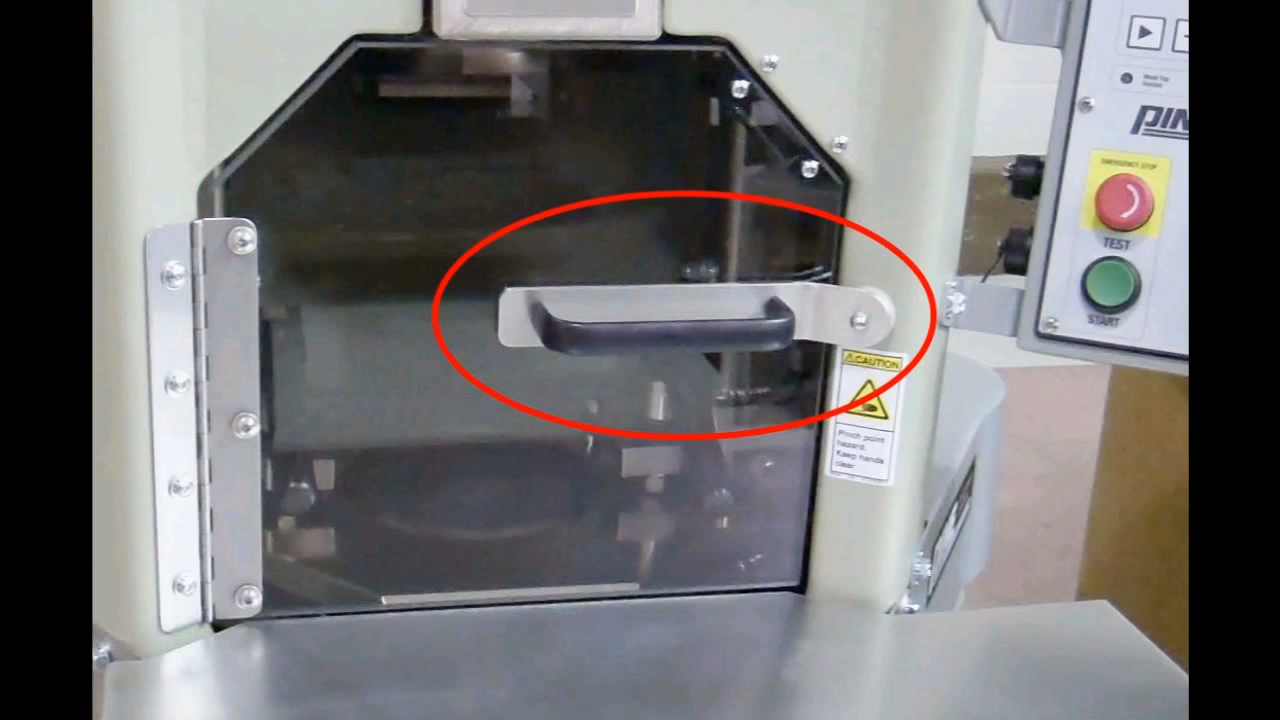 PIN
EMERGENCY STOP
TEST
START
CAUTION
Pinch point
hazard.
Keep hands
clear